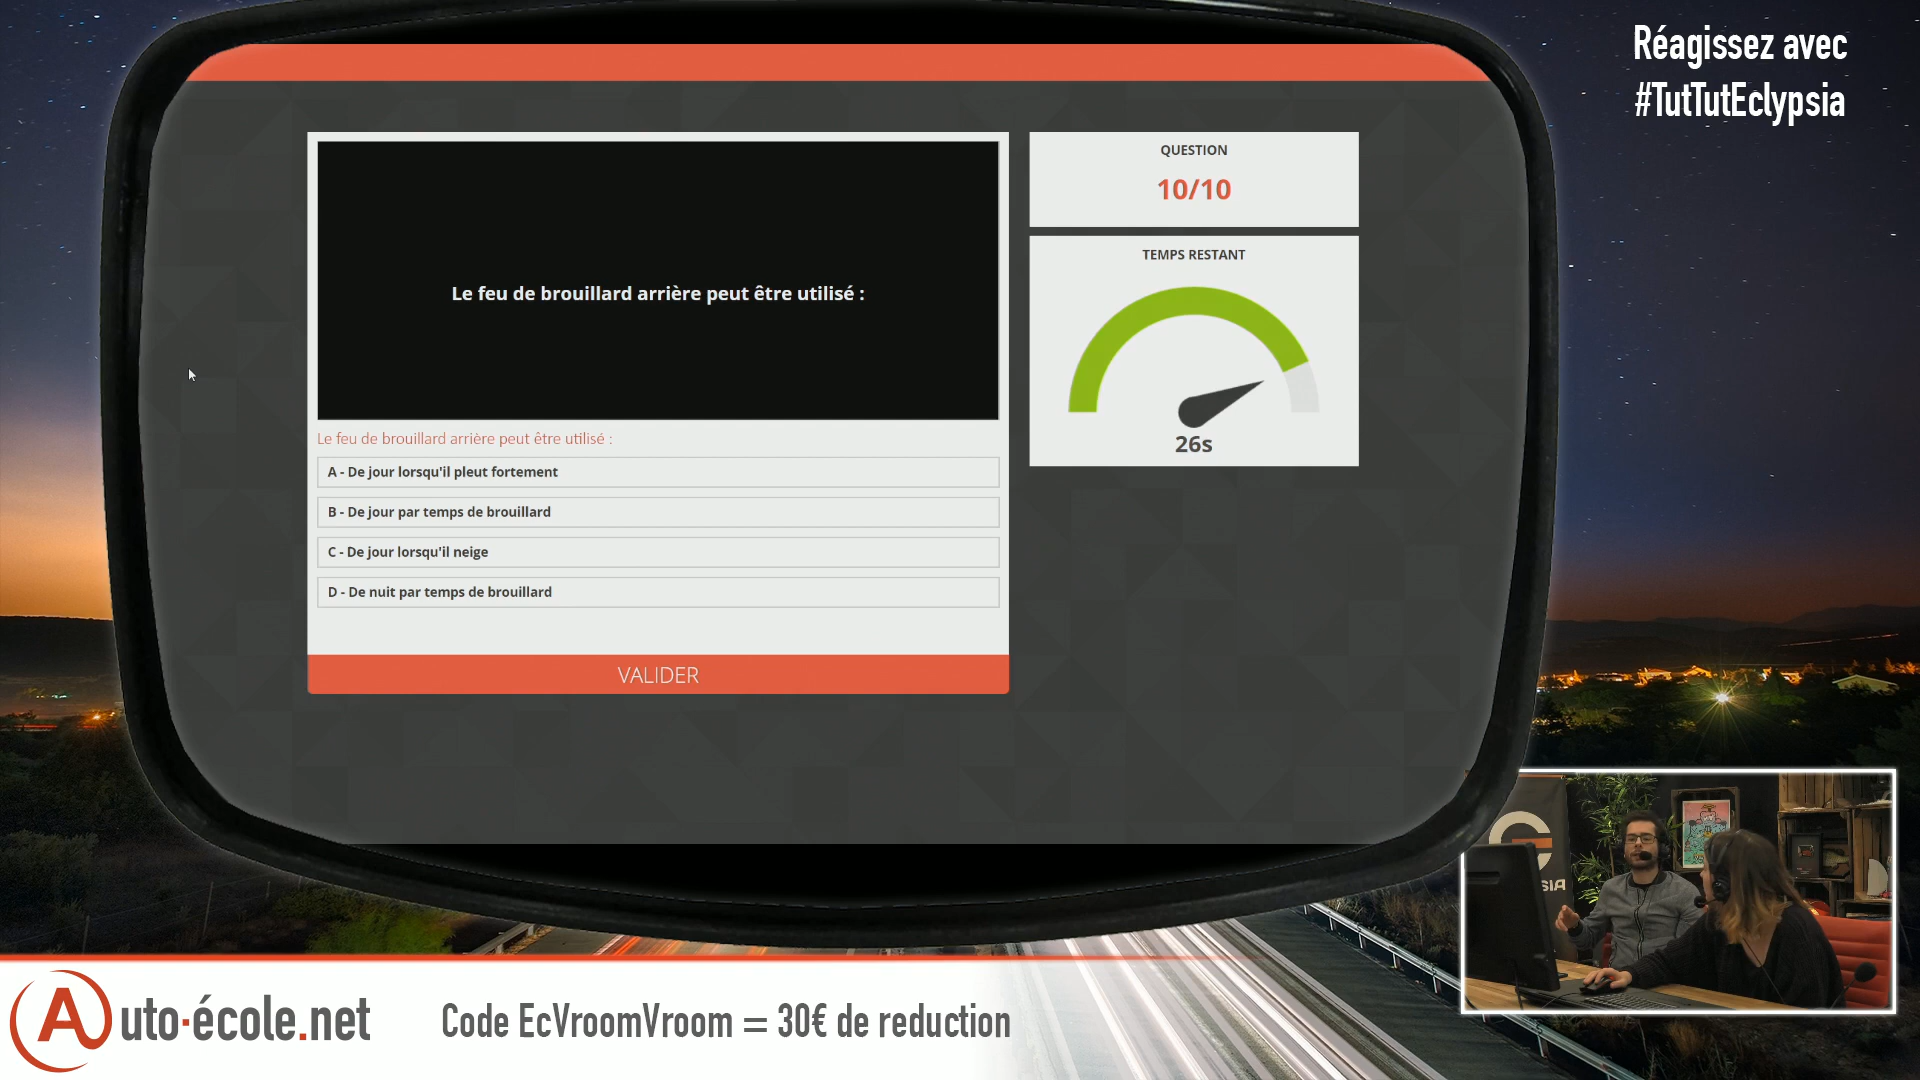 Réagissez avec
#TutTutEclypsia
QUESTION
10/10
Le feu de brouillard arrière peut être utilisé :
TEMPS RESTANT
26s
Le feu de brouillard arrière peut être utilisé :
A - De jour lorsqu'il pleut fortement
B - De jour par temps de brouillard
C - De jour lorsqu'il neige
D - De nuit par temps de brouillard
VALIDER
SIA
Auto·école.net
Code EcVroomVroom = 30€ de reduction